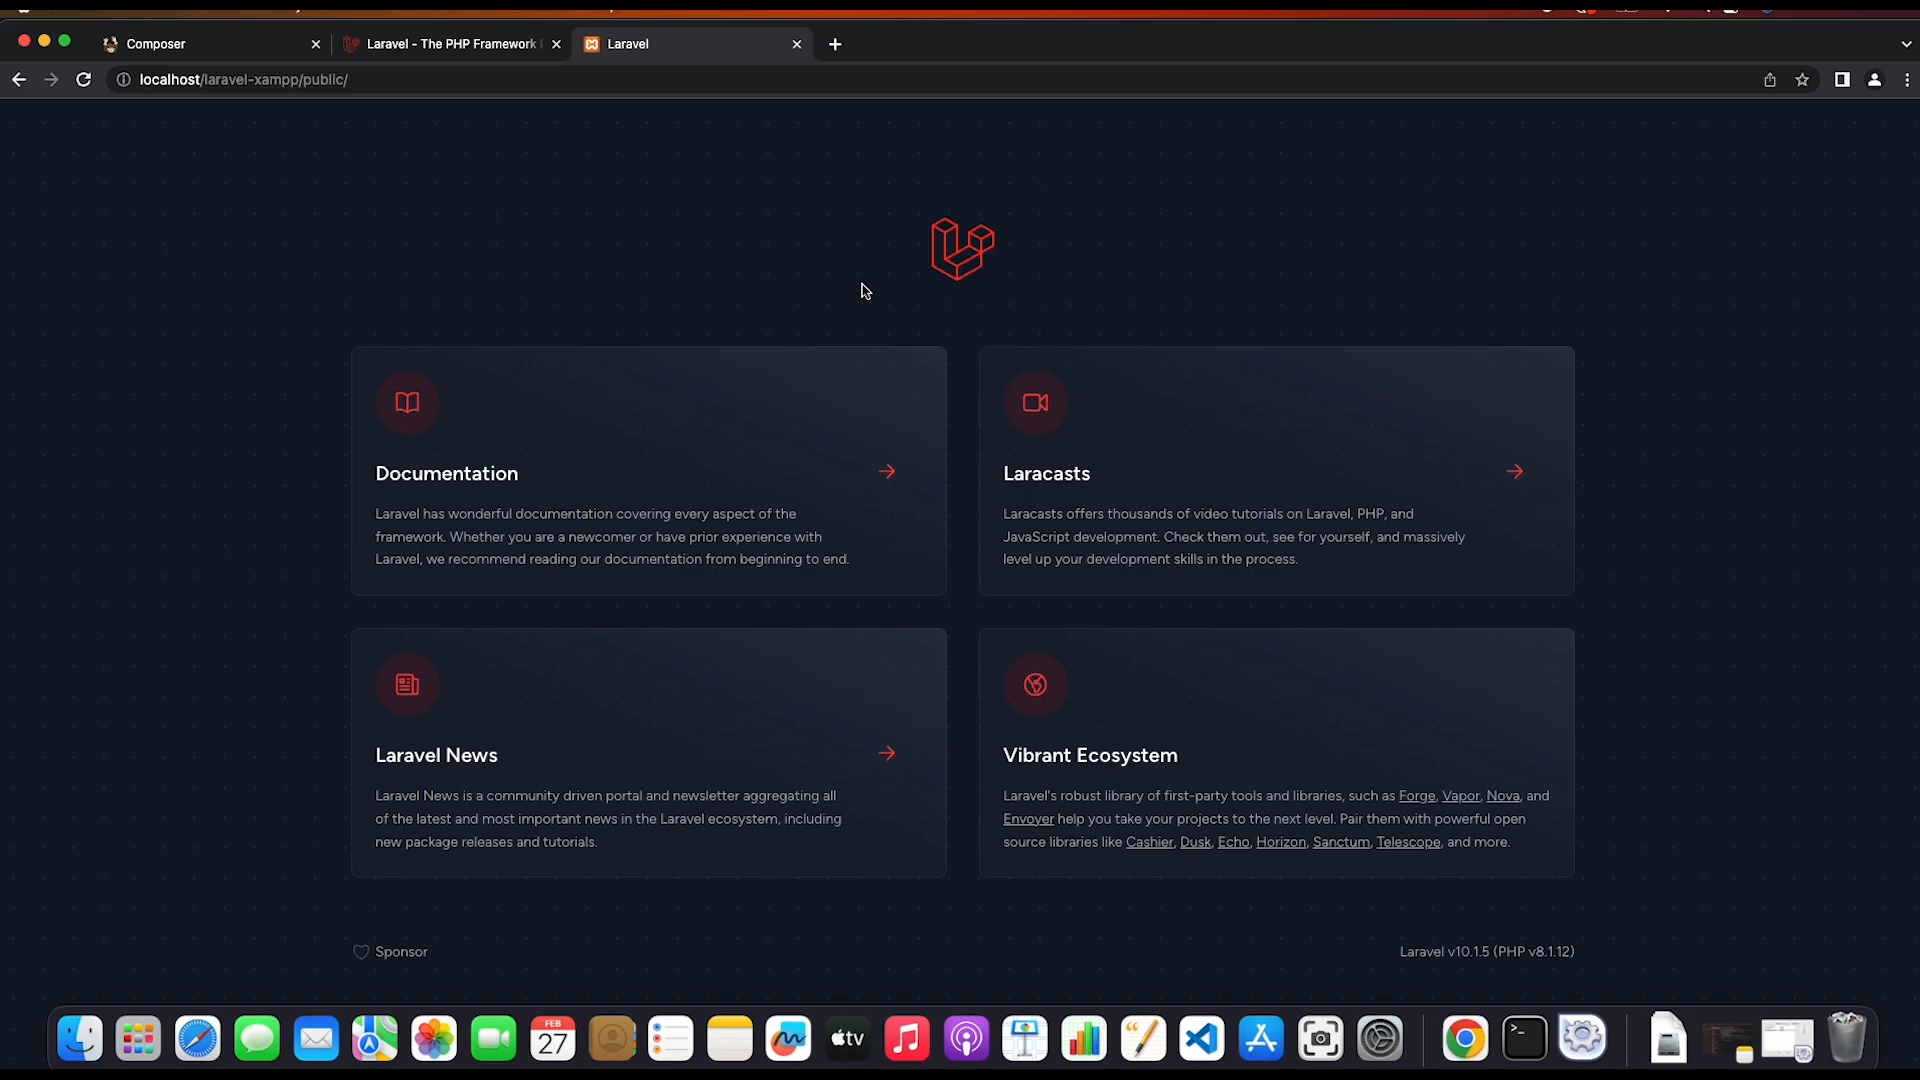 Composer
Laravel - The PHP Framework
Laravel
localhost/laravel-xampp/public/
Documentation
Laravel has wonderful documentation covering every aspect of the
framework. Whether you are a newcomer or have prior experience with
Laravel, we recommend reading our documentation from beginning to end.
Laracasts
Laracasts offers thousands of video tutorials on Laravel, PHP, and
JavaScript development. Check them out, see for yourself, and massively
level up your development skills in the process.
Laravel News
Laravel News is a community driven portal and newsletter aggregating all
of the latest and most important news in the Laravel ecosystem, including
new package releases and tutorials.
Vibrant Ecosystem
Laravel's robust library of first-party tools and libraries, such as Forge, Vapor, Nova, and
Envoyer help you take your projects to the next level. Pair them with powerful open
source libraries like Cashier, Dusk, Echo, Horizon, Sanctum, Telescope, and more.
Sponsor
Laravel v10.1.5 (PHP v8.1.12)
FEB
27
tv